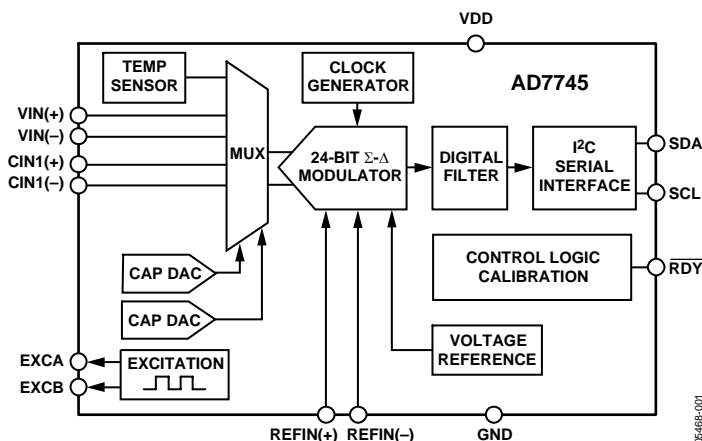 VDD
TEMP
SENSOR
CLOCK
GENERATOR
AD7745
VIN(+)
VIN(–)
CIN1(+)
CIN1(–)
MUX
24-BIT Σ-Δ
MODULATOR
DIGITAL
FILTER
I²C
SERIAL
INTERFACE
SDA
SCL
CAP DAC
CAP DAC
CONTROL LOGIC
CALIBRATION
RDY
EXCA
EXCB
EXCITATION
VOLTAGE
REFERENCE
REFIN(+)
REFIN(–)
GND
05468-001